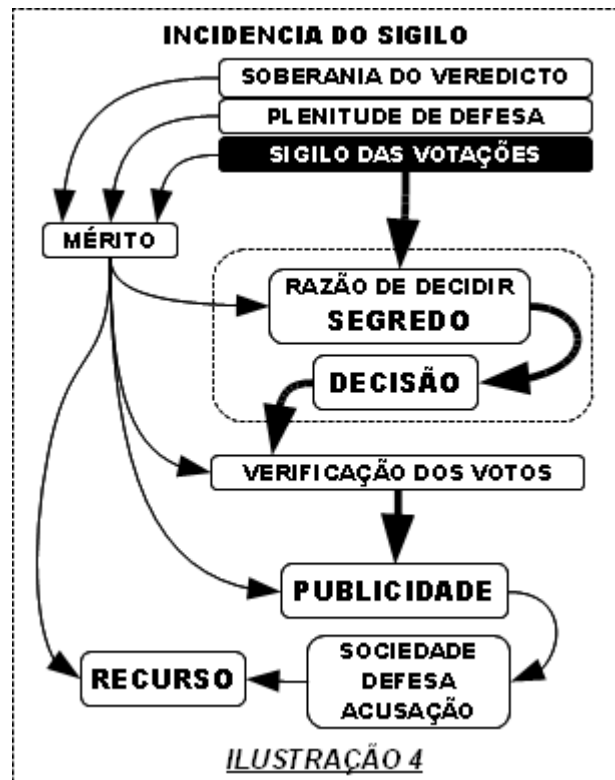 INCIDENCIA DO SIGILO
SOBERANIA DO VEREDICTO
PLENITUDE DE DEFESA
SIGILO DAS VOTAÇÕES
MÉRITO
RAZÃO DE DECIDIR
SEGREDO
DECISÃO
VERIFICAÇÃO DOS VOTOS
PUBLICIDADE
SOCIEDADE
DEFESA
ACUSAÇÃO
RECURSO
ILUSTRAÇÃO 4